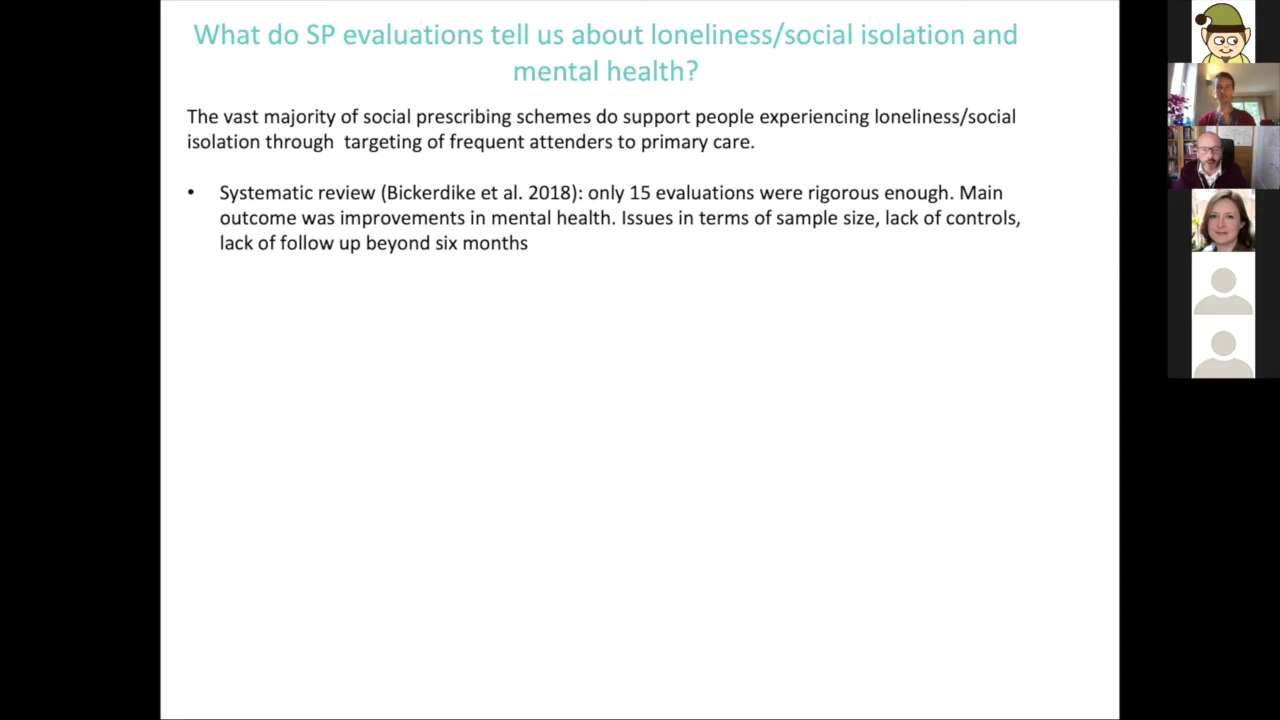 What do SP evaluations tell us about loneliness/social isolation and
mental health?
The vast majority of social prescribing schemes do support people experiencing loneliness/social
isolation through  targeting of frequent attenders to primary care.
• Systematic review (Bickerdike et al. 2018): only 15 evaluations were rigorous enough. Main
outcome was improvements in mental health. Issues in terms of sample size, lack of controls,
lack of follow up beyond six months